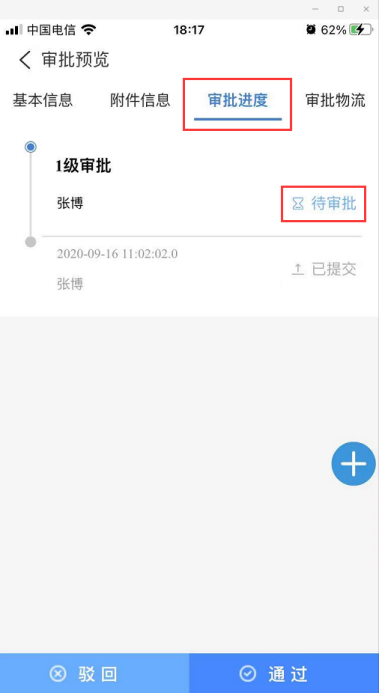 中国电信 18:17 62%
审批预览
基本信息 附件信息 审批进度 审批物流
1级审批
张博 待审批
2020-09-16 11:02:02.0
已提交
张博
驳回 通过